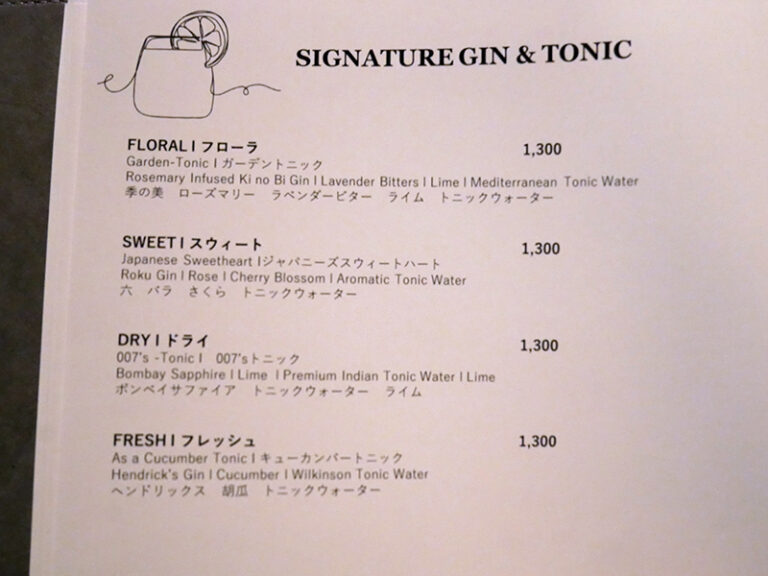 SIGNATURE GIN & TONIC
FLORAL I フローラ 1,300
Garden-Tonic I ガーデントニック
Rosemary Infused Ki no Bi Gin I Lavender Bitters I Lime I Mediterranean Tonic Water
季の美 ローズマリー ラベンダービター ライム トニックウォーター
SWEET I スウィート 1,300
Japanese Sweetheart Iジャパニーズスウィートハート
Roku Gin I Rose I Cherry Blossom I Aromatic Tonic Water
六 バラ さくら トニックウォーター
DRY I ドライ 1,300
007's -Tonic I 007'sトニック
Bombay Sapphire I Lime I Premium Indian Tonic Water I Lime
ボンベイサファイア トニックウォーター ライム
FRESH I フレッシュ 1,300
As a Cucumber Tonic I キューカンバートニック
Hendrick's Gin I Cucumber I Wilkinson Tonic Water
ヘンドリックス 胡瓜 トニックウォーター